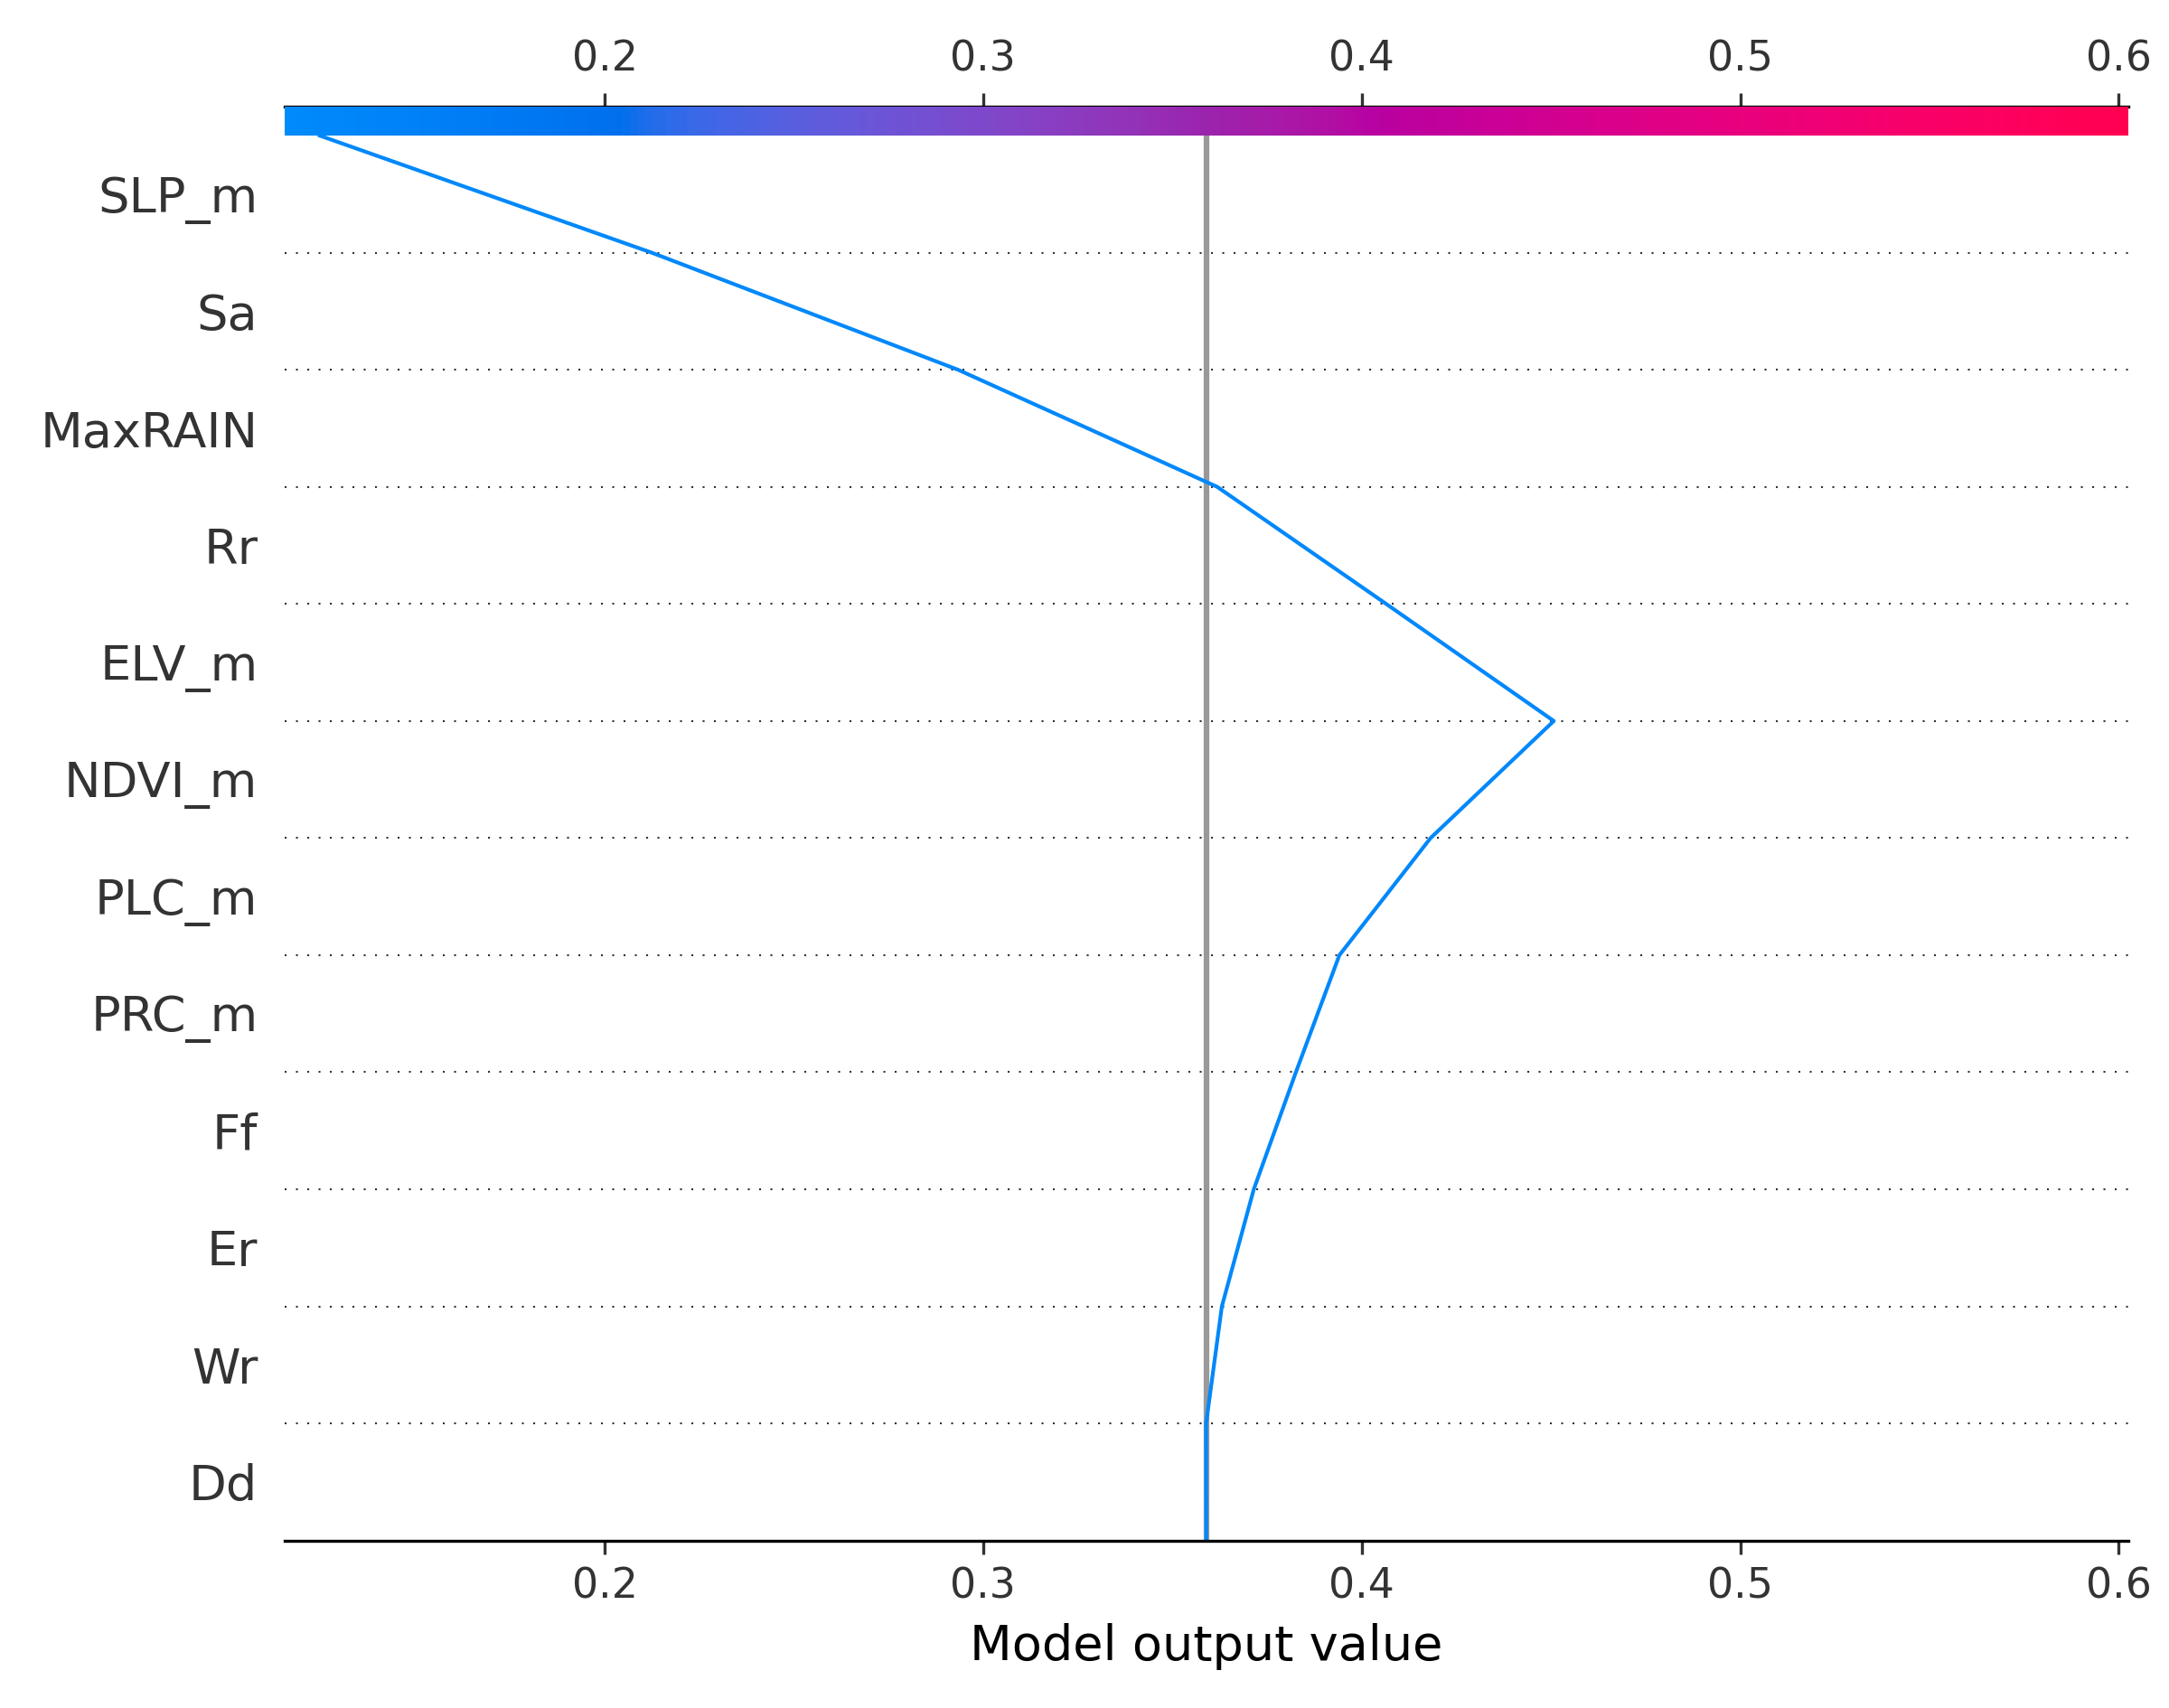 0.2 0.3 0.4 0.5 0.6
SLP_m
Sa
MaxRAIN
Rr
ELV_m
NDVI_m
PLC_m
PRC_m
Ff
Er
Wr
Dd
0.2 0.3 0.4 0.5 0.6
Model output value